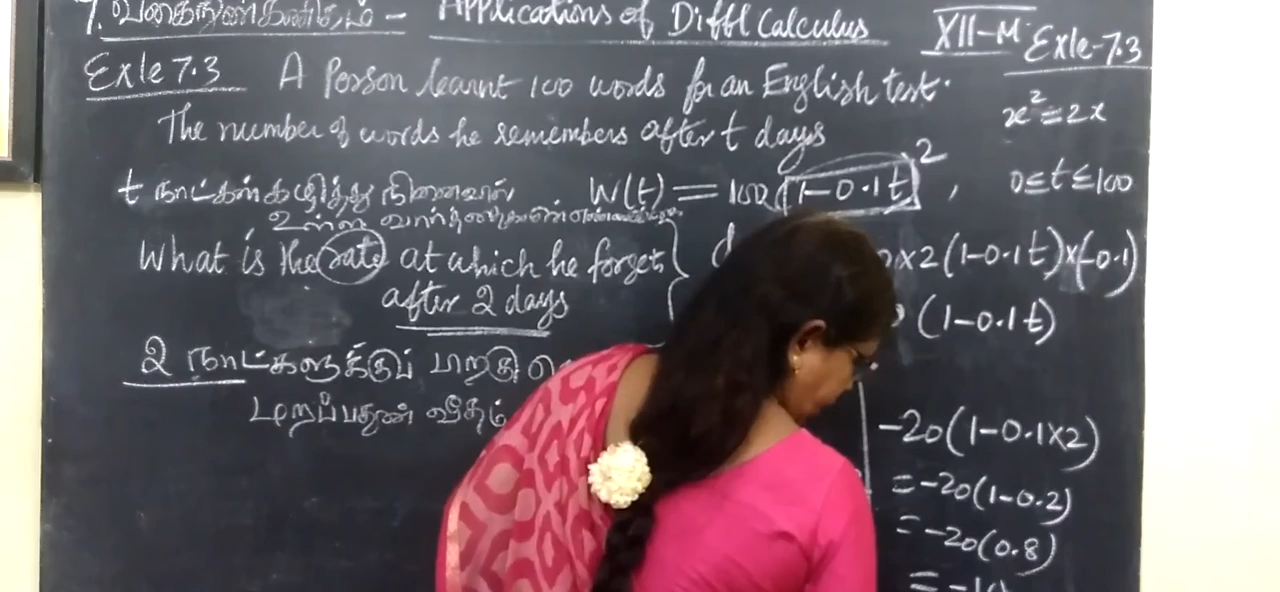 7. வகைநுண்கணிதம் - Applications of Diffl Calculus
XII-M Exle-7.3
Exle 7.3 A Person learnt 100 words for an English test.
x² = 2x
The number of words he remembers after t days
t நாட்கள் கழித்து நினைவில் W(t) = 100 (1-0.1t)², 0≤t≤100
உள்ள
What is the rate at which he forgets
after 2 days
x2(1-0.1t)x(-0.1)
(1-0.1t)
2 நாட்களுக்குப் பிறகு
மறப்பதன் வீதம்
-20(1-0.1x2)
= -20(1-0.2)
= -20(0.8)